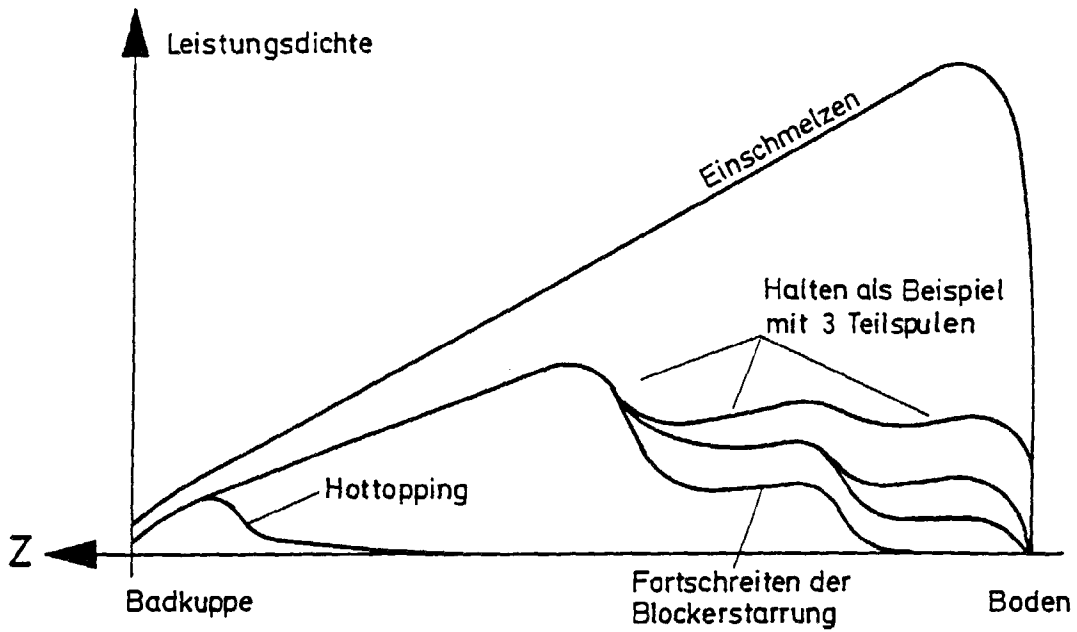 Leistungsdichte
Einschmelzen
Halten als Beispiel
mit 3 Teilspulen
Hottopping
Z
Badkuppe
Fortschreiten der
Blockerstarrung
Boden